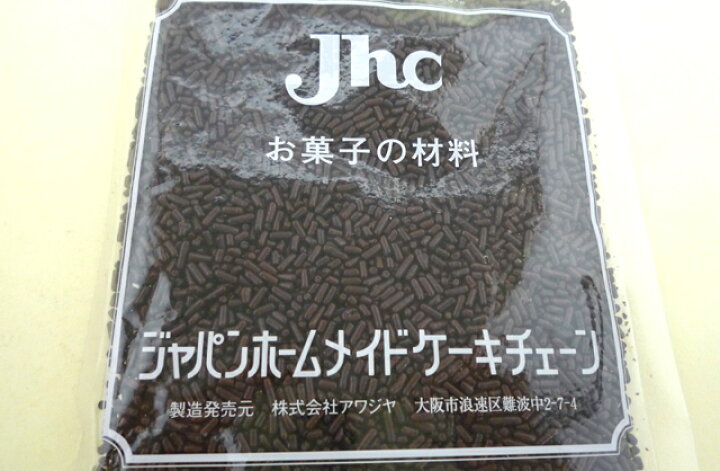 Jhc
お菓子の材料
ジャパンホームメイドケーキチェーン
製造発売元 株式会社アワジヤ 大阪市浪速区難波中2-7-4